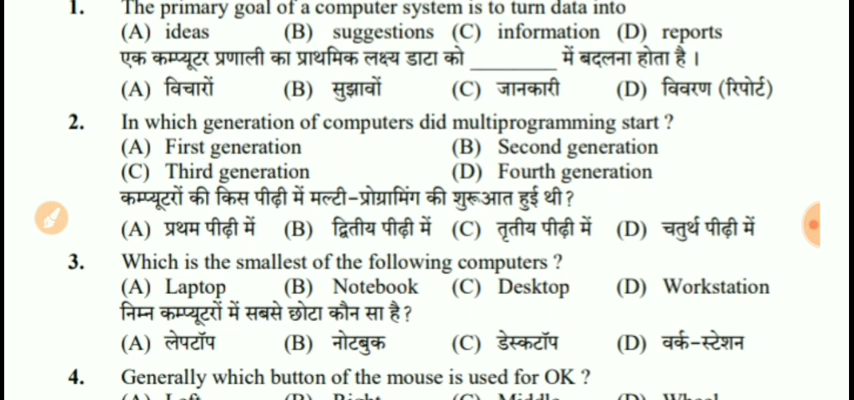 1. The primary goal of a computer system is to turn data into
(A) ideas (B) suggestions (C) information (D) reports
एक कम्प्यूटर प्रणाली का प्राथमिक लक्ष्य डाटा को ________ में बदलना होता है ।
(A) विचारों (B) सुझावों (C) जानकारी (D) विवरण (रिपोर्ट)
2. In which generation of computers did multiprogramming start ?
(A) First generation (B) Second generation
(C) Third generation (D) Fourth generation
कम्प्यूटरों की किस पीढ़ी में मल्टी-प्रोग्रामिंग की शुरूआत हुई थी ?
(A) प्रथम पीढ़ी में (B) द्वितीय पीढ़ी में (C) तृतीय पीढ़ी में (D) चतुर्थ पीढ़ी में
3. Which is the smallest of the following computers ?
(A) Laptop (B) Notebook (C) Desktop (D) Workstation
निम्न कम्प्यूटरों में सबसे छोटा कौन सा है ?
(A) लेपटॉप (B) नोटबुक (C) डेस्कटॉप (D) वर्क-स्टेशन
4. Generally which button of the mouse is used for OK ?